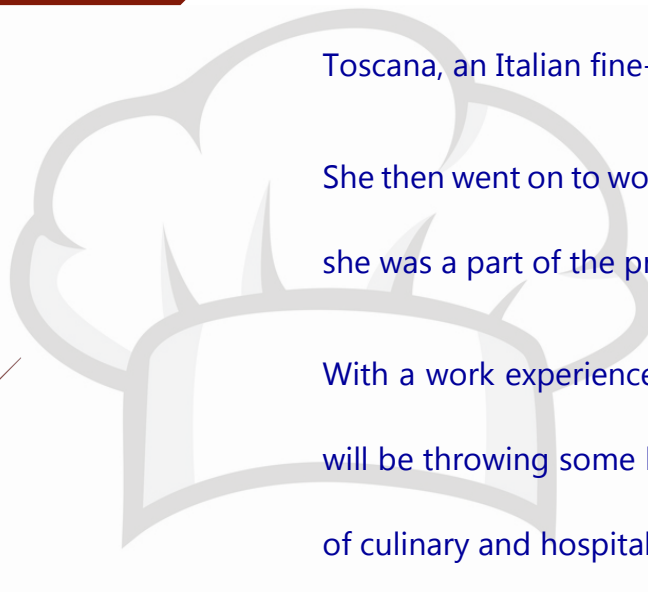 Toscana, an Italian fine-
She then went on to wo
she was a part of the pr
With a work experience
will be throwing some
of culinary and hospital